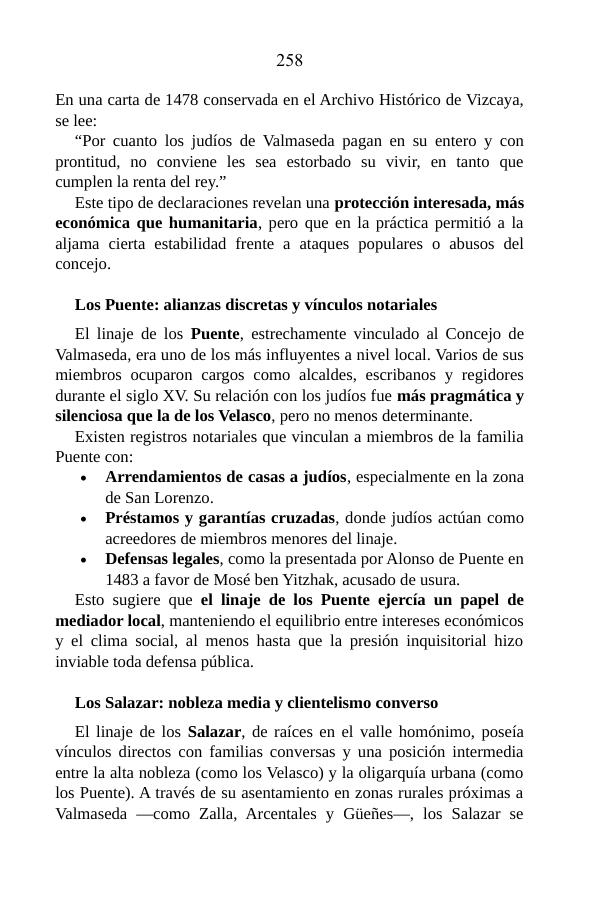 258
En una carta de 1478 conservada en el Archivo Histórico de Vizcaya,
se lee:
“Por cuanto los judíos de Valmaseda pagan en su entero y con
prontitud, no conviene les sea estorbado su vivir, en tanto que
cumplen la renta del rey.”
Este tipo de declaraciones revelan una protección interesada, más
económica que humanitaria, pero que en la práctica permitió a la
aljama cierta estabilidad frente a ataques populares o abusos del
concejo.
Los Puente: alianzas discretas y vínculos notariales
El linaje de los Puente, estrechamente vinculado al Concejo de
Valmaseda, era uno de los más influyentes a nivel local. Varios de sus
miembros ocuparon cargos como alcaldes, escribanos y regidores
durante el siglo XV. Su relación con los judíos fue más pragmática y
silenciosa que la de los Velasco, pero no menos determinante.
Existen registros notariales que vinculan a miembros de la familia
Puente con:
• Arrendamientos de casas a judíos, especialmente en la zona
de San Lorenzo.
• Préstamos y garantías cruzadas, donde judíos actúan como
acreedores de miembros menores del linaje.
• Defensas legales, como la presentada por Alonso de Puente en
1483 a favor de Mosé ben Yitzhak, acusado de usura.
Esto sugiere que el linaje de los Puente ejercía un papel de
mediador local, manteniendo el equilibrio entre intereses económicos
y el clima social, al menos hasta que la presión inquisitorial hizo
inviable toda defensa pública.
Los Salazar: nobleza media y clientelismo converso
El linaje de los Salazar, de raíces en el valle homónimo, poseía
vínculos directos con familias conversas y una posición intermedia
entre la alta nobleza (como los Velasco) y la oligarquía urbana (como
los Puente). A través de su asentamiento en zonas rurales próximas a
Valmaseda —como Zalla, Arcentales y Güeñes—, los Salazar se